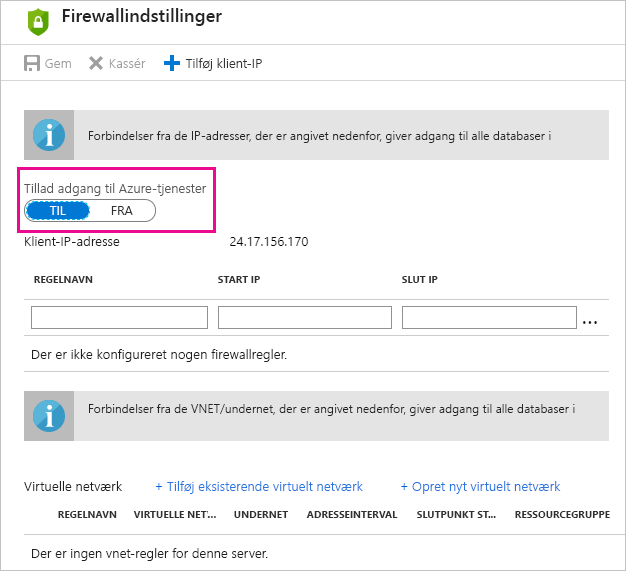 Firewallindstillinger
Gem Kassér Tilføj klient-IP
Forbindelser fra de IP-adresser, der er angivet nedenfor, giver adgang til alle databaser i
Tillad adgang til Azure-tjenester
TIL FRA
Klient-IP-adresse 24.17.156.170
REGELNAVN START IP SLUT IP
...
Der er ikke konfigureret nogen firewallregler.
Forbindelser fra de VNET/undernet, der er angivet nedenfor, giver adgang til alle databaser i
Virtuelle netværk + Tilføj eksisterende virtuelt netværk + Opret nyt virtuelt netværk
REGELNAVN VIRTUELLE NET... UNDERNET ADRESSEINTERVAL SLUTPUNKT ST... RESSOURCEGRUPPE
Der er ingen vnet-regler for denne server.